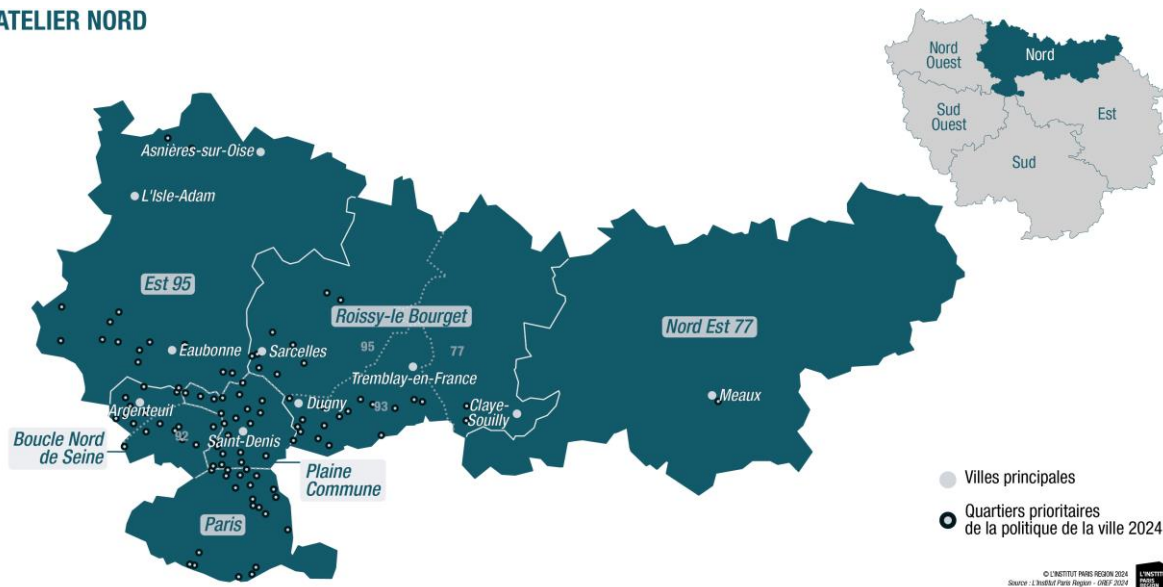 ATELIER NORD
Nord
Ouest
Nord
Sud
Ouest
Est
Sud
Asnières-sur-Oise
L'Isle-Adam
Est 95
Roissy-le Bourget
Nord Est 77
95
77
Eaubonne
Sarcelles
Tremblay-en-France
Meaux
Argenteuil
Dugny
93
Claye-
Souilly
92
Saint-Denis
Boucle Nord
de Seine
Plaine
Commune
Paris
Villes principales
Quartiers prioritaires
de la politique de la ville 2024
© L'INSTITUT PARIS REGION 2024
Source : L'Institut Paris Region - OREF 2024
L'INSTITUT
PARIS
REGION